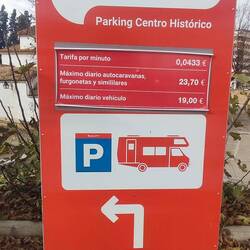 Parking Centro Histórico
Tarifa por minuto 0,0433 €
Máximo diario autocaravanas,
furgonetas y simililares 23,70 €
Máximo diario vehículo 19,00 €
P